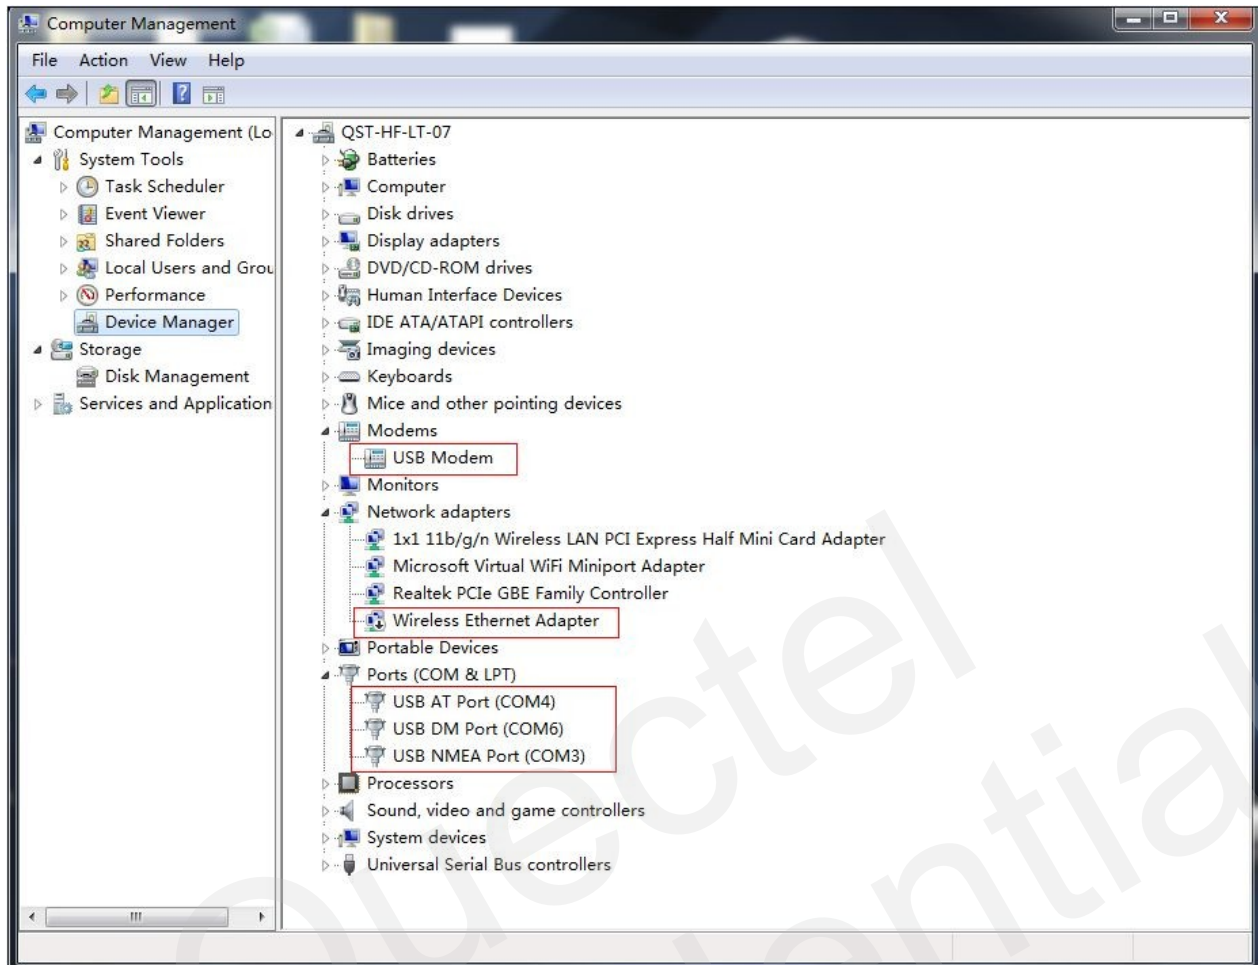 Computer Management
File Action View Help
Computer Management (Lo
System Tools
Task Scheduler
Event Viewer
Shared Folders
Local Users and Grou
Performance
Device Manager
Storage
Disk Management
Services and Application
QST-HF-LT-07
Batteries
Computer
Disk drives
Display adapters
DVD/CD-ROM drives
Human Interface Devices
IDE ATA/ATAPI controllers
Imaging devices
Keyboards
Mice and other pointing devices
Modems
USB Modem
Monitors
Network adapters
1x1 11b/g/n Wireless LAN PCI Express Half Mini Card Adapter
Microsoft Virtual WiFi Miniport Adapter
Realtek PCIe GBE Family Controller
Wireless Ethernet Adapter
Portable Devices
Ports (COM & LPT)
USB AT Port (COM4)
USB DM Port (COM6)
USB NMEA Port (COM3)
Processors
Sound, video and game controllers
System devices
Universal Serial Bus controllers
Quectel
dential